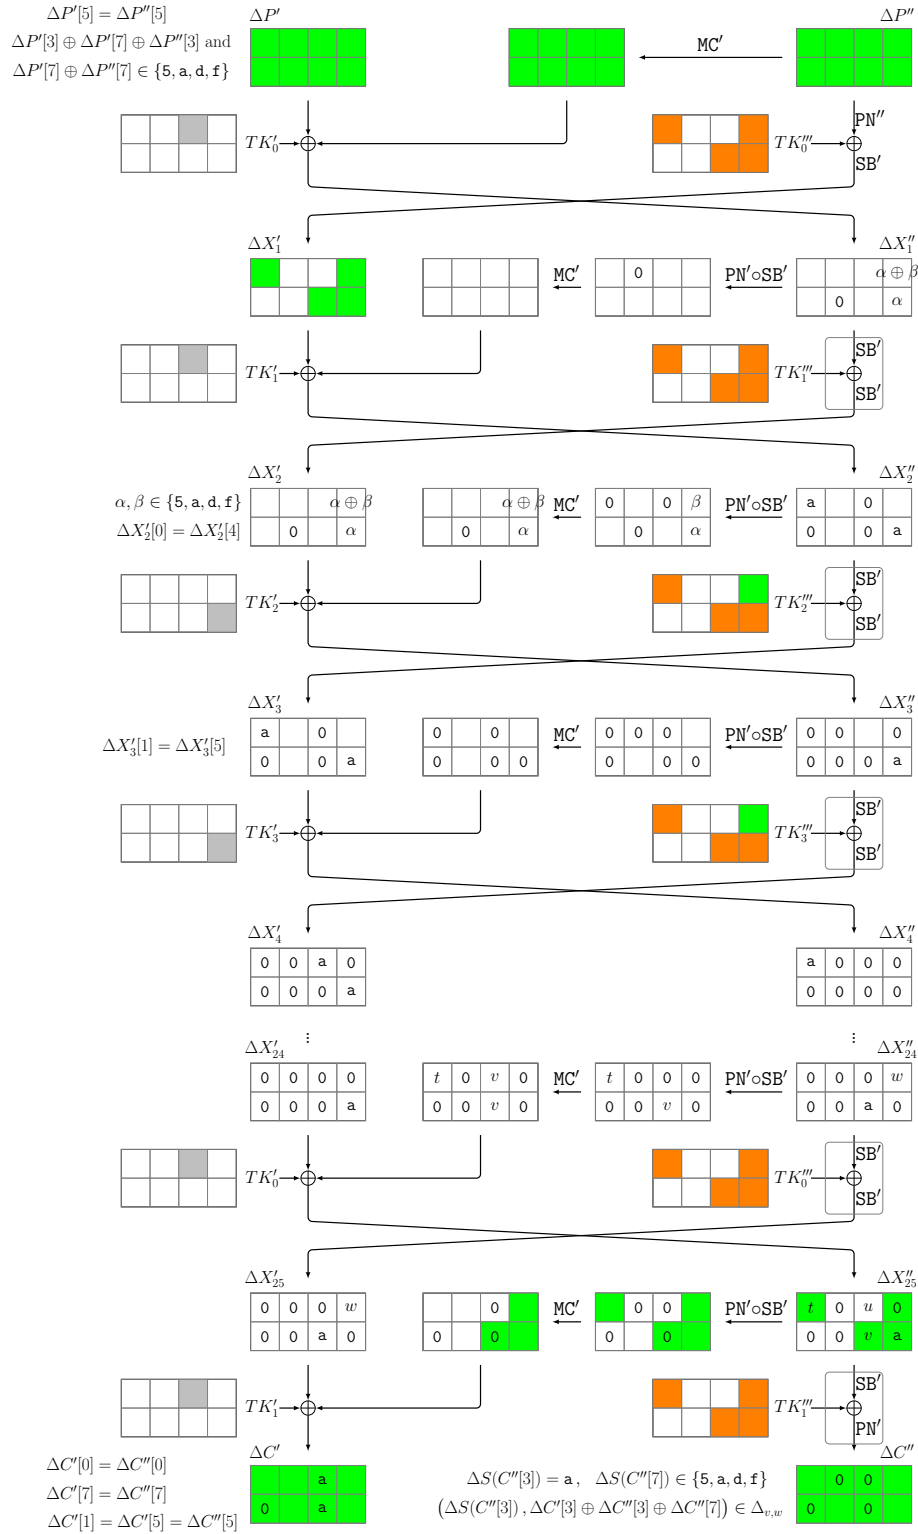 ΔP′[5] = ΔP″[5]
ΔP′[3] ⊕ ΔP′[7] ⊕ ΔP″[3] and
ΔP′[7] ⊕ ΔP″[7] ∈ {5, a, d, f}
ΔP′ ΔP″
MC′
PN″
TK′₀ TK‴₀
SB′
ΔX′₁ ΔX″₁
MC′ PN′∘SB′
0 α ⊕ β
0 α
SB′
TK′₁ TK‴₁
SB′
ΔX′₂ ΔX″₂
α, β ∈ {5, a, d, f}
ΔX′₂[0] = ΔX′₂[4]
α ⊕ β α ⊕ β MC′ 0 0 β PN′∘SB′ a 0
0 α 0 α 0 α 0 0 a
SB′
TK′₂ TK‴₂
SB′
ΔX′₃ ΔX″₃
ΔX′₃[1] = ΔX′₃[5]
a 0 0 0 MC′ 0 0 0 PN′∘SB′ 0 0 0
0 0 a 0 0 0 0 0 0 0 0 0 a
SB′
TK′₃ TK‴₃
SB′
ΔX′₄ ΔX″₄
0 0 a 0 a 0 0 0
0 0 0 a 0 0 0 0
⋮ ⋮
ΔX′₂₄ ΔX″₂₄
0 0 0 0 t 0 v 0 MC′ t 0 0 0 PN′∘SB′ 0 0 0 w
0 0 0 a 0 0 v 0 0 0 v 0 0 0 a 0
SB′
TK′₀ TK‴₀
SB′
ΔX′₂₅ ΔX″₂₅
0 0 0 w 0 MC′ 0 0 PN′∘SB′ t 0 u 0
0 0 a 0 0 0 0 0 0 0 v a
SB′
TK′₁ TK‴₁
PN′
ΔC′ ΔC″
ΔC′[0] = ΔC″[0]
ΔC′[7] = ΔC″[7]
ΔC′[1] = ΔC′[5] = ΔC″[5]
a
0 a
ΔS(C″[3]) = a, ΔS(C″[7]) ∈ {5, a, d, f}
(ΔS(C″[3]), ΔC′[3] ⊕ ΔC″[3] ⊕ ΔC″[7]) ∈ Δᵥ,w
0 0
0 0